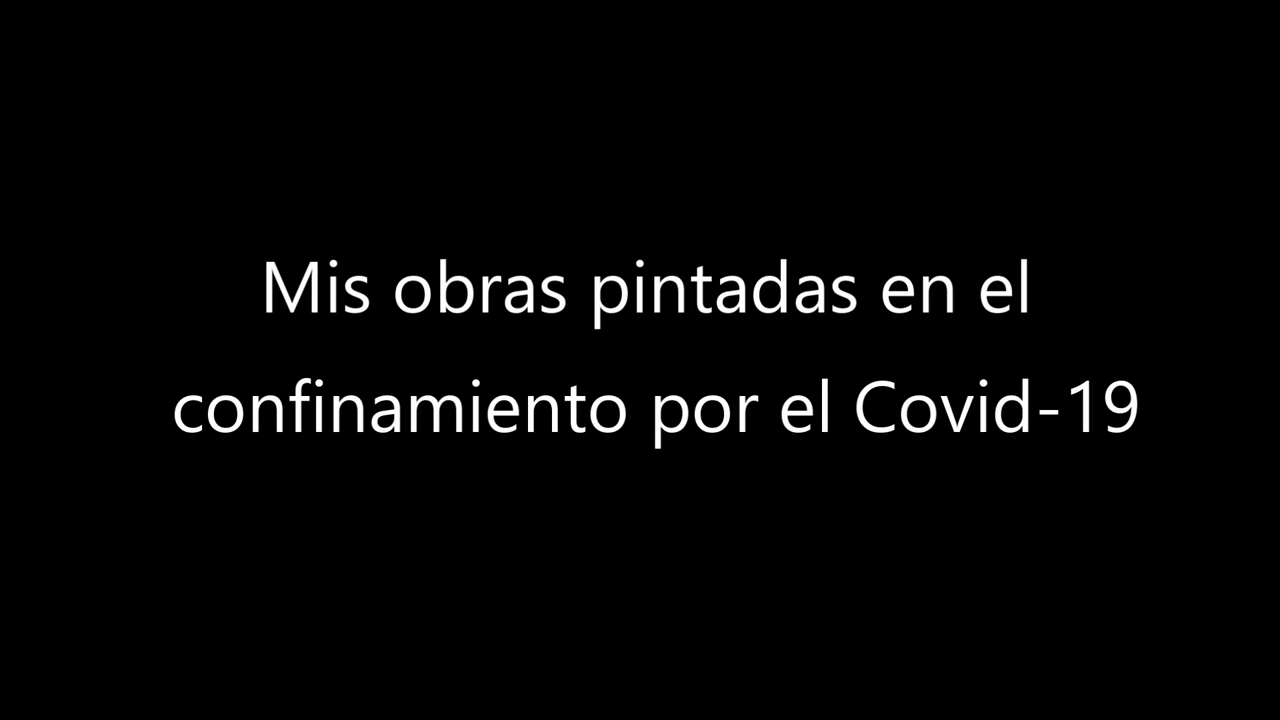 Mis obras pintadas en el
confinamiento por el Covid-19